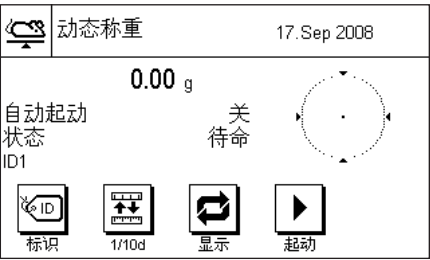 动态称重 17.Sep 2008
0.00 g
自动起动 关
状态 待命
ID1
ID
标识 1/10d 显示 起动